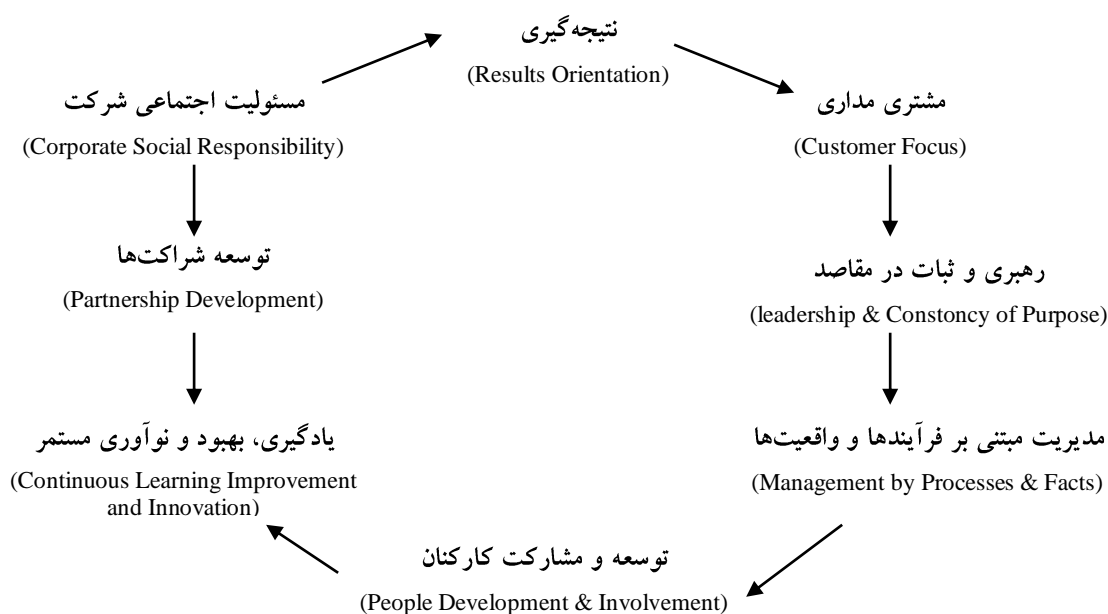 نتیجه‌گیری
(Results Orientation)
مشتری مداری
(Customer Focus)
رهبری و ثبات در مقاصد
(leadership & Constoncy of Purpose)
مدیریت مبتنی بر فرآیندها و واقعیت‌ها
(Management by Processes & Facts)
توسعه و مشارکت کارکنان
(People Development & Involvement)
یادگیری، بهبود و نوآوری مستمر
(Continuous Learning Improvement
and Innovation)
توسعه شراکت‌ها
(Partnership Development)
مسئولیت اجتماعی شرکت
(Corporate Social Responsibility)